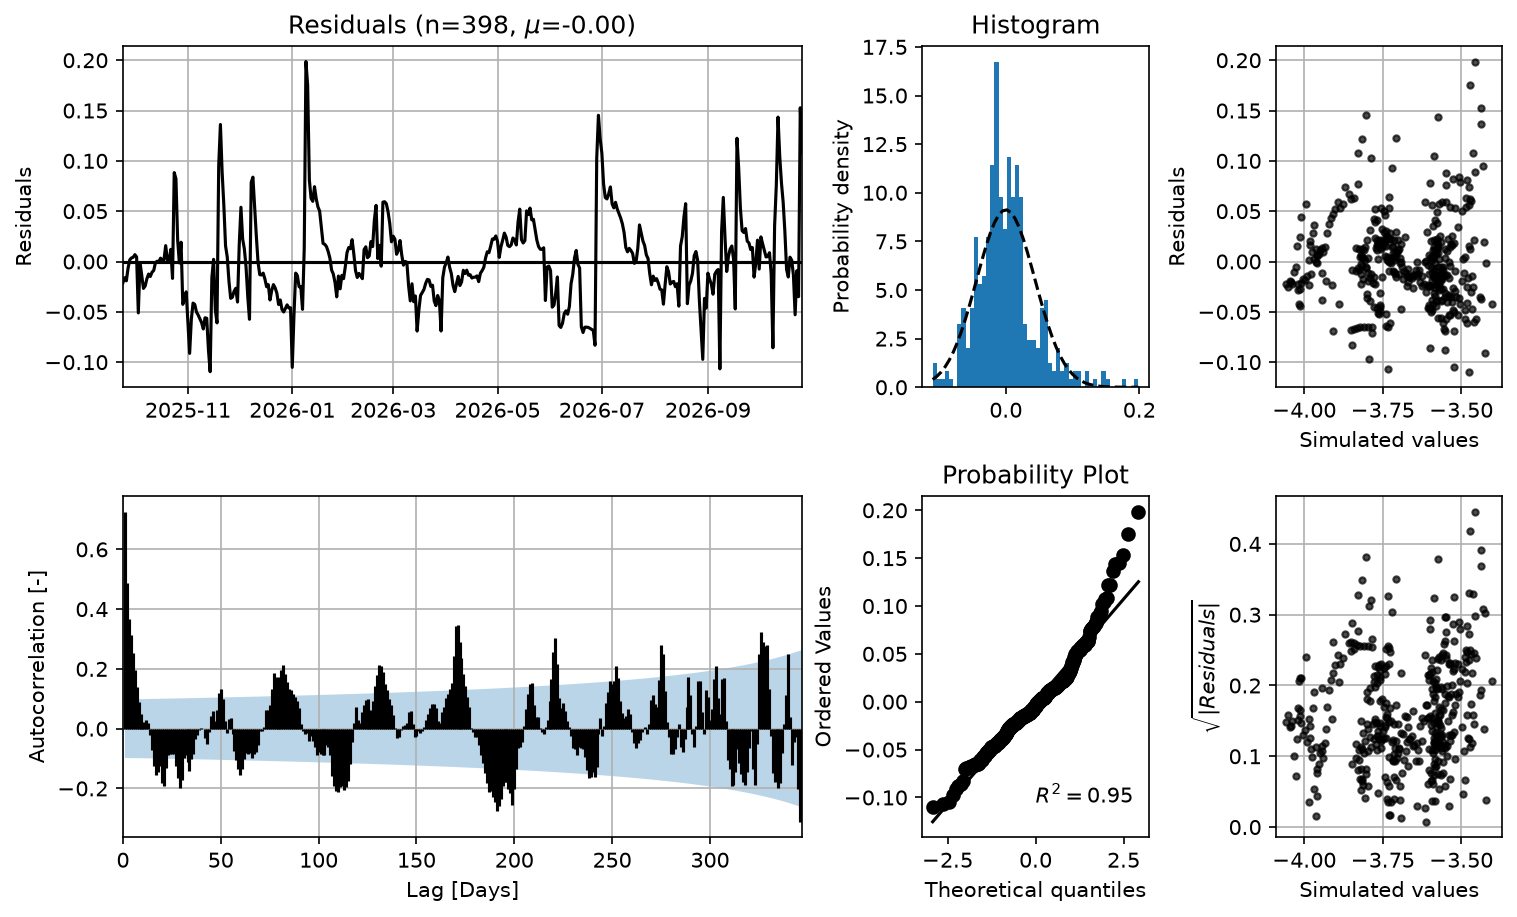 Residuals (n=398, μ=-0.00)
Residuals
0.20
0.15
0.10
0.05
0.00
−0.05
−0.10
2025-11 2026-01 2026-03 2026-05 2026-07 2026-09
Histogram
Probability density
17.5
15.0
12.5
10.0
7.5
5.0
2.5
0.0
0.0 0.2
Residuals
0.20
0.15
0.10
0.05
0.00
−0.05
−0.10
−4.00 −3.75 −3.50
Simulated values
Autocorrelation [-]
0.6
0.4
0.2
0.0
−0.2
0 50 100 150 200 250 300
Lag [Days]
Probability Plot
Ordered Values
0.20
0.15
0.10
0.05
0.00
−0.05
−0.10
R² = 0.95
−2.5 0.0 2.5
Theoretical quantiles
√|Residuals|
0.4
0.3
0.2
0.1
0.0
−4.00 −3.75 −3.50
Simulated values